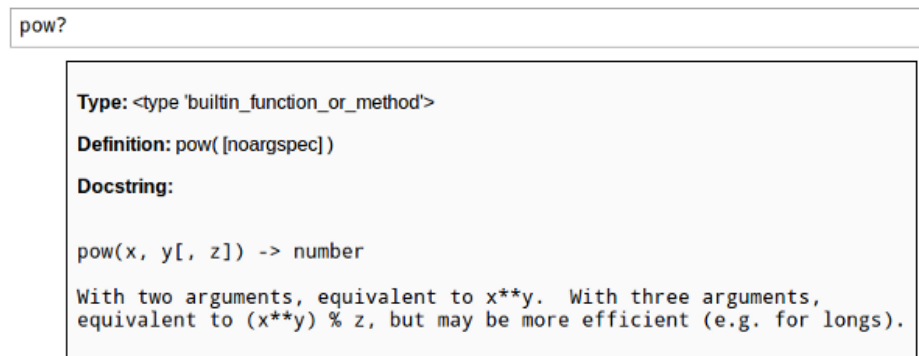 pow?
Type: <type 'builtin_function_or_method'>
Definition: pow( [noargspec] )
Docstring:
pow(x, y[, z]) -> number
With two arguments, equivalent to x**y.  With three arguments,
equivalent to (x**y) % z, but may be more efficient (e.g. for longs).